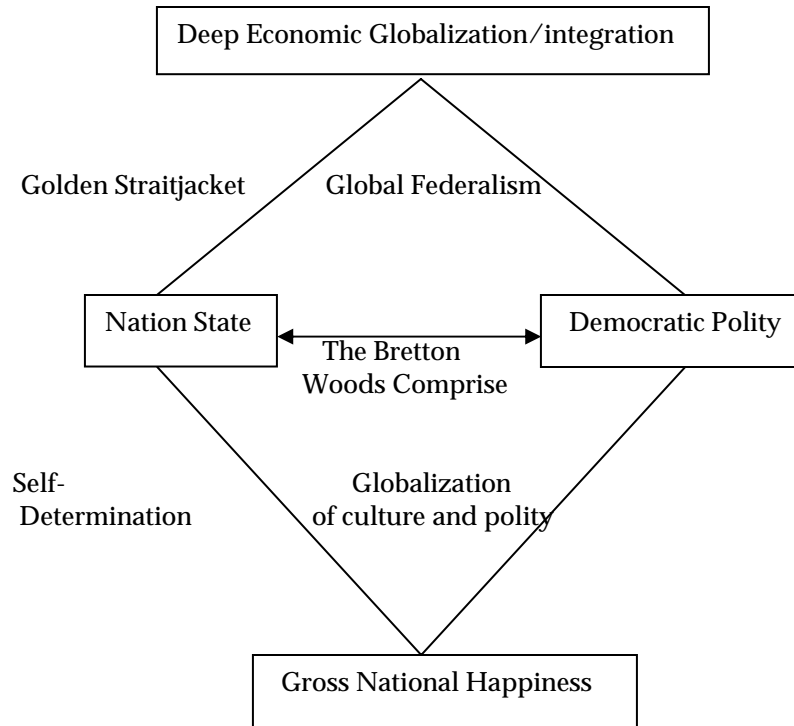 Deep Economic Globalization/integration
Golden Straitjacket
Global Federalism
Nation State
Democratic Polity
The Bretton
Woods Comprise
Self-
Determination
Globalization
of culture and polity
Gross National Happiness